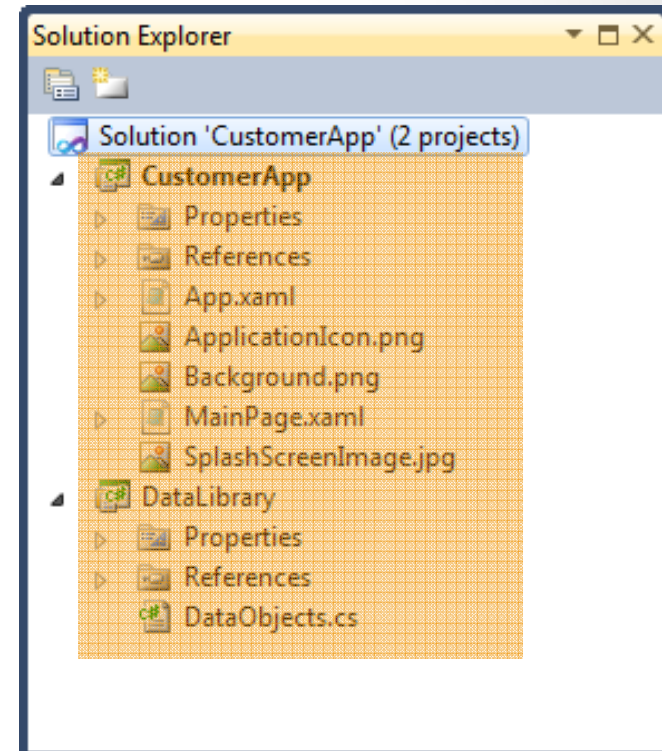 Solution Explorer
Solution 'CustomerApp' (2 projects)
CustomerApp
Properties
References
App.xaml
ApplicationIcon.png
Background.png
MainPage.xaml
SplashScreenImage.jpg
DataLibrary
Properties
References
DataObjects.cs